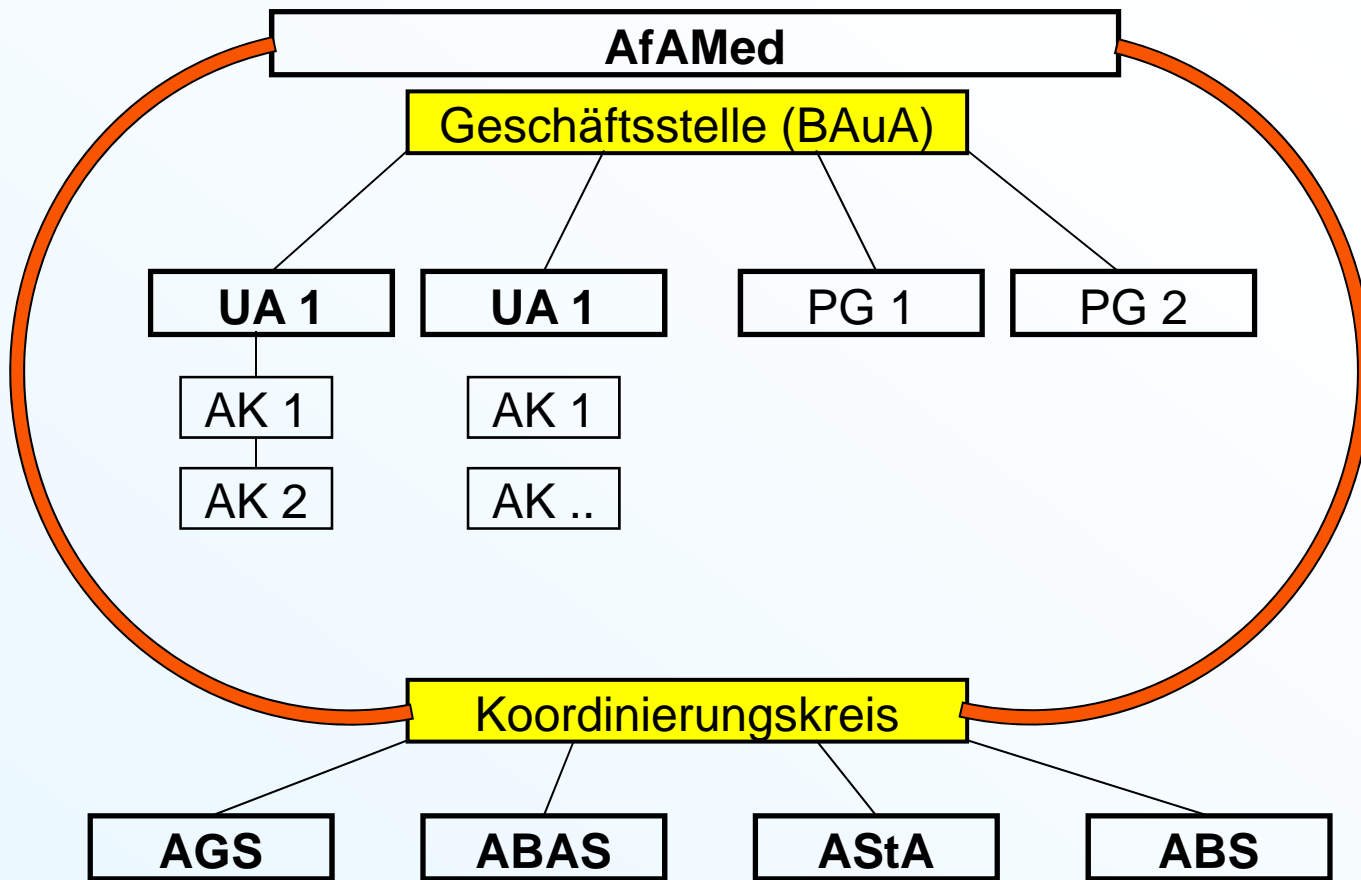 AfAMed
Geschäftsstelle (BAuA)
UA 1
UA 1
PG 1
PG 2
AK 1
AK 1
AK 2
AK ..
Koordinierungskreis
AGS
ABAS
AStA
ABS